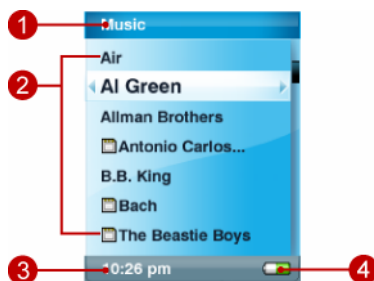 1
Music
Air
2
Al Green
Allman Brothers
Antonio Carlos...
B.B. King
Bach
The Beastie Boys
3
10:26 pm
4